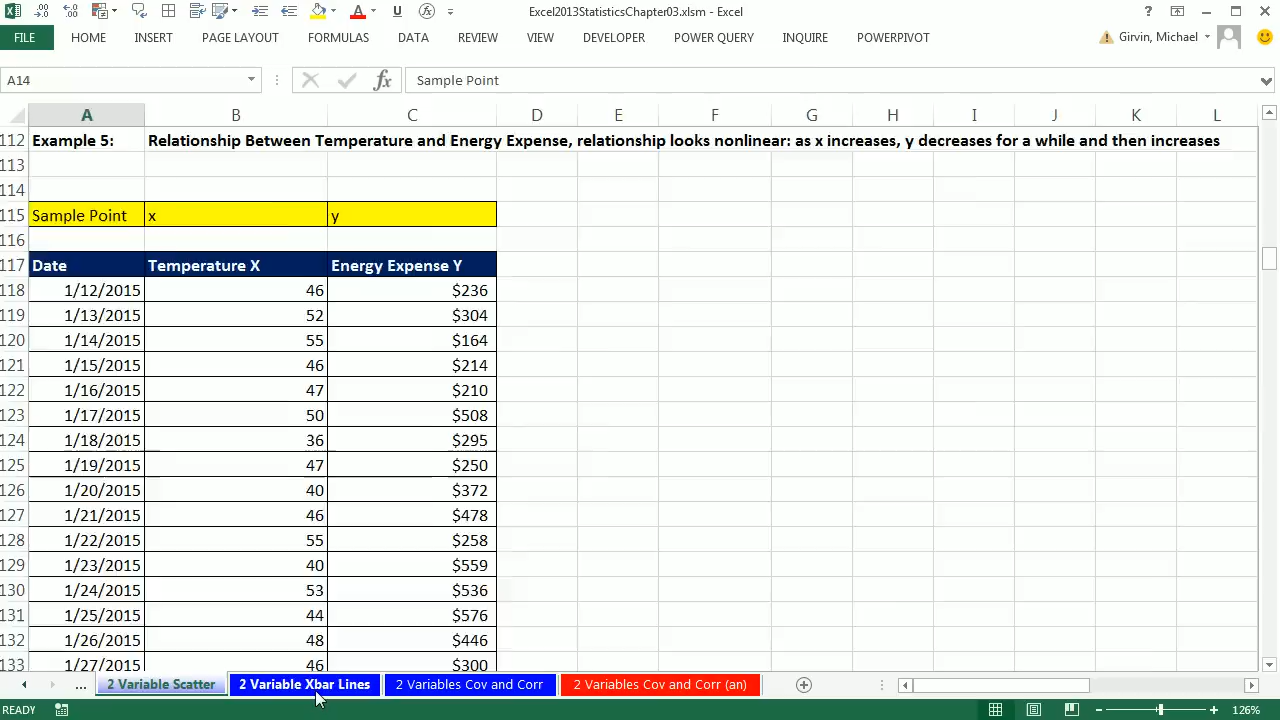 Excel2013StatisticsChapter03.xlsm - Excel
FILE HOME INSERT PAGE LAYOUT FORMULAS DATA REVIEW VIEW DEVELOPER POWER QUERY INQUIRE POWERPIVOT Girvin, Michael
A14 fx Sample Point
A B C D E F G H I J K L
112 Example 5: Relationship Between Temperature and Energy Expense, relationship looks nonlinear: as x increases, y decreases for a while and then increases
113
114
115 Sample Point x y
116
117 Date Temperature X Energy Expense Y
118 1/12/2015 46 $236
119 1/13/2015 52 $304
120 1/14/2015 55 $164
121 1/15/2015 46 $214
122 1/16/2015 47 $210
123 1/17/2015 50 $508
124 1/18/2015 36 $295
125 1/19/2015 47 $250
126 1/20/2015 40 $372
127 1/21/2015 46 $478
128 1/22/2015 55 $258
129 1/23/2015 40 $559
130 1/24/2015 53 $536
131 1/25/2015 44 $576
132 1/26/2015 48 $446
133 1/27/2015 46 $300
... 2 Variable Scatter 2 Variable Xbar Lines 2 Variables Cov and Corr 2 Variables Cov and Corr (an)
READY 126%